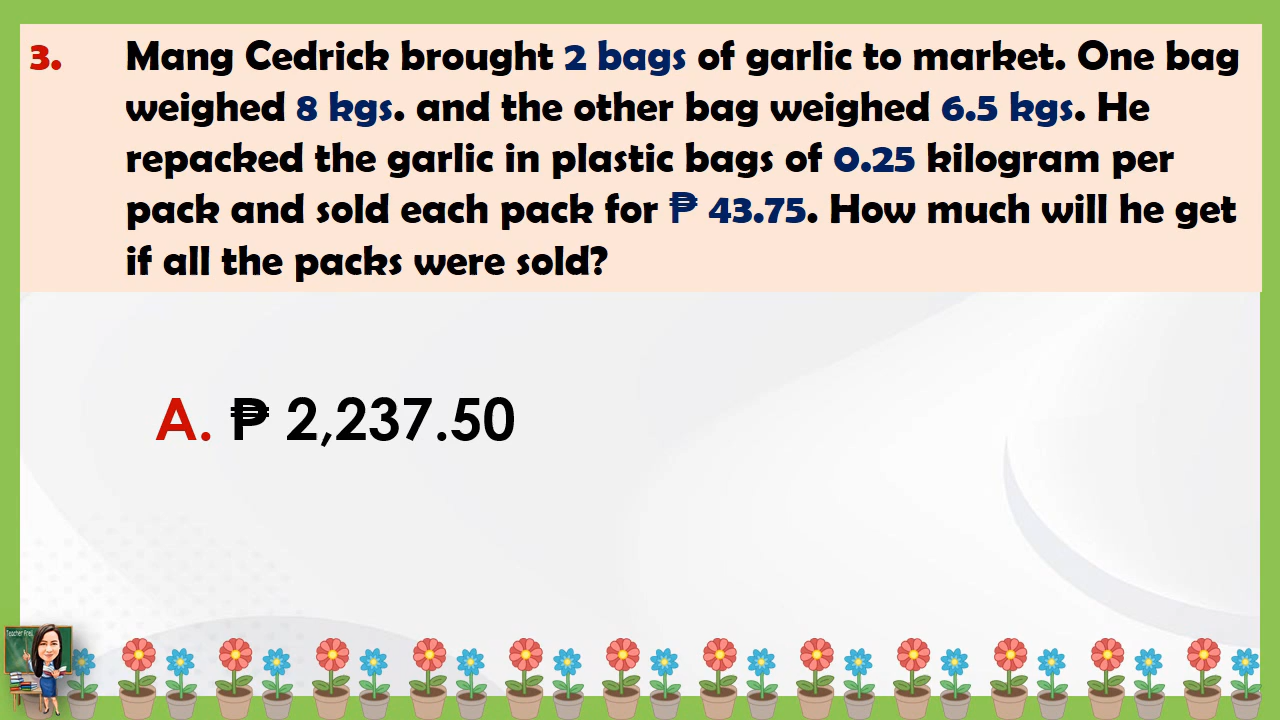 3. Mang Cedrick brought 2 bags of garlic to market. One bag
weighed 8 kgs. and the other bag weighed 6.5 kgs. He
repacked the garlic in plastic bags of 0.25 kilogram per
pack and sold each pack for ₱ 43.75. How much will he get
if all the packs were sold?
A. ₱ 2,237.50